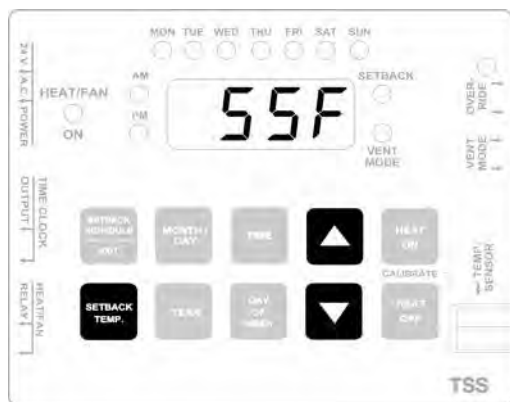 MON TUE WED THU FRI SAT SUN
24 V. A.C. POWER
AM
HEAT/FAN
ON
PM
55F
SETBACK
VENT
MODE
OVER-
RIDE
VENT
MODE
TIME CLOCK
OUTPUT
SETBACK
SCHEDULE
EXIT
MONTH /
DAY
TIME
HEAT
ON
CALIBRATE
TEMP.
SENSOR
HEAT/FAN
RELAY
SETBACK
TEMP.
YEAR
DAY
OF
WEEK
HEAT
OFF
TSS